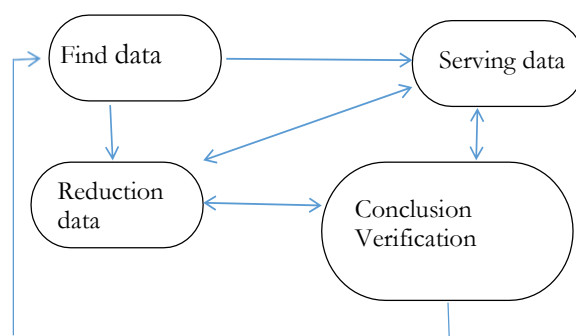 Find data
Serving data
Reduction
data
Conclusion
Verification